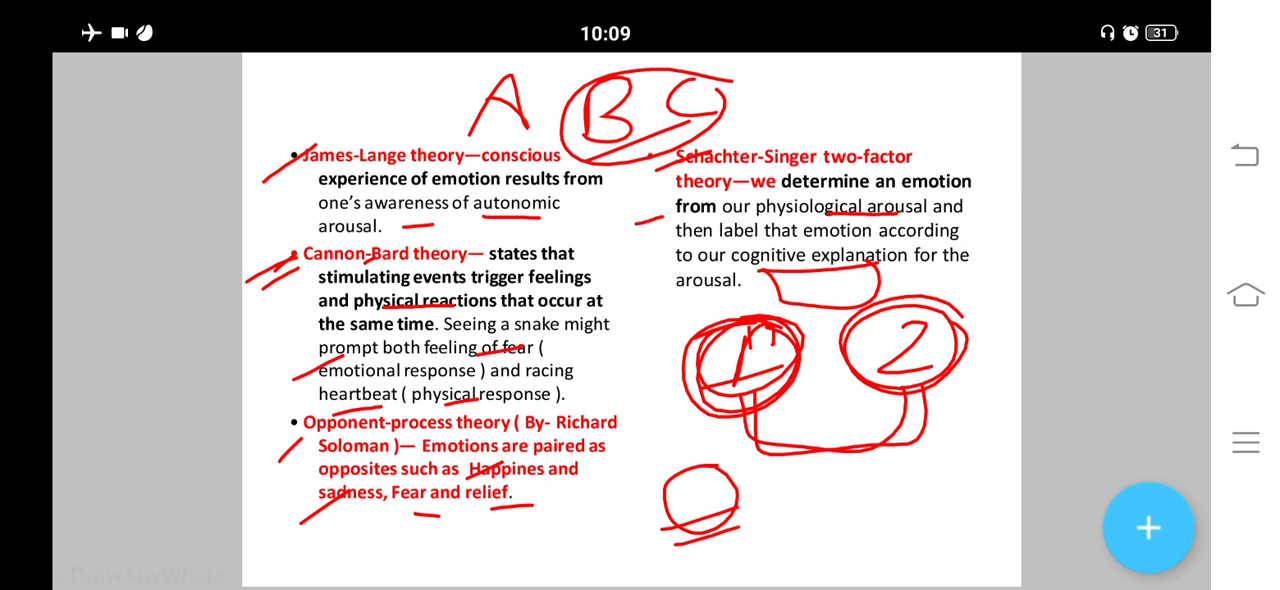 10:09
31
A B C
• James-Lange theory—conscious
experience of emotion results from
one's awareness of autonomic
arousal.
• Cannon-Bard theory— states that
stimulating events trigger feelings
and physical reactions that occur at
the same time. Seeing a snake might
prompt both feeling of fear (
emotional response ) and racing
heartbeat ( physical response ).
• Opponent-process theory ( By- Richard
Soloman )— Emotions are paired as
opposites such as Happines and
sadness, Fear and relief.
• Schachter-Singer two-factor
theory—we determine an emotion
from our physiological arousal and
then label that emotion according
to our cognitive explanation for the
arousal.
2
©DrawAnyWhere